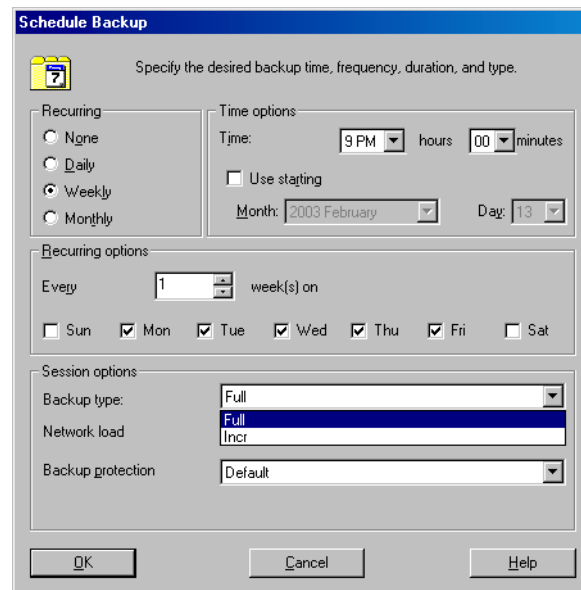 Schedule Backup
7
Specify the desired backup time, frequency, duration, and type.
Recurring
None
Daily
Weekly
Monthly
Time options
Time: 9 PM hours 00 minutes
Use starting
Month: 2003 February Day: 13
Recurring options
Every 1 week(s) on
Sun Mon Tue Wed Thu Fri Sat
Session options
Backup type: Full
Full
Network load Incr
Backup protection Default
OK Cancel Help